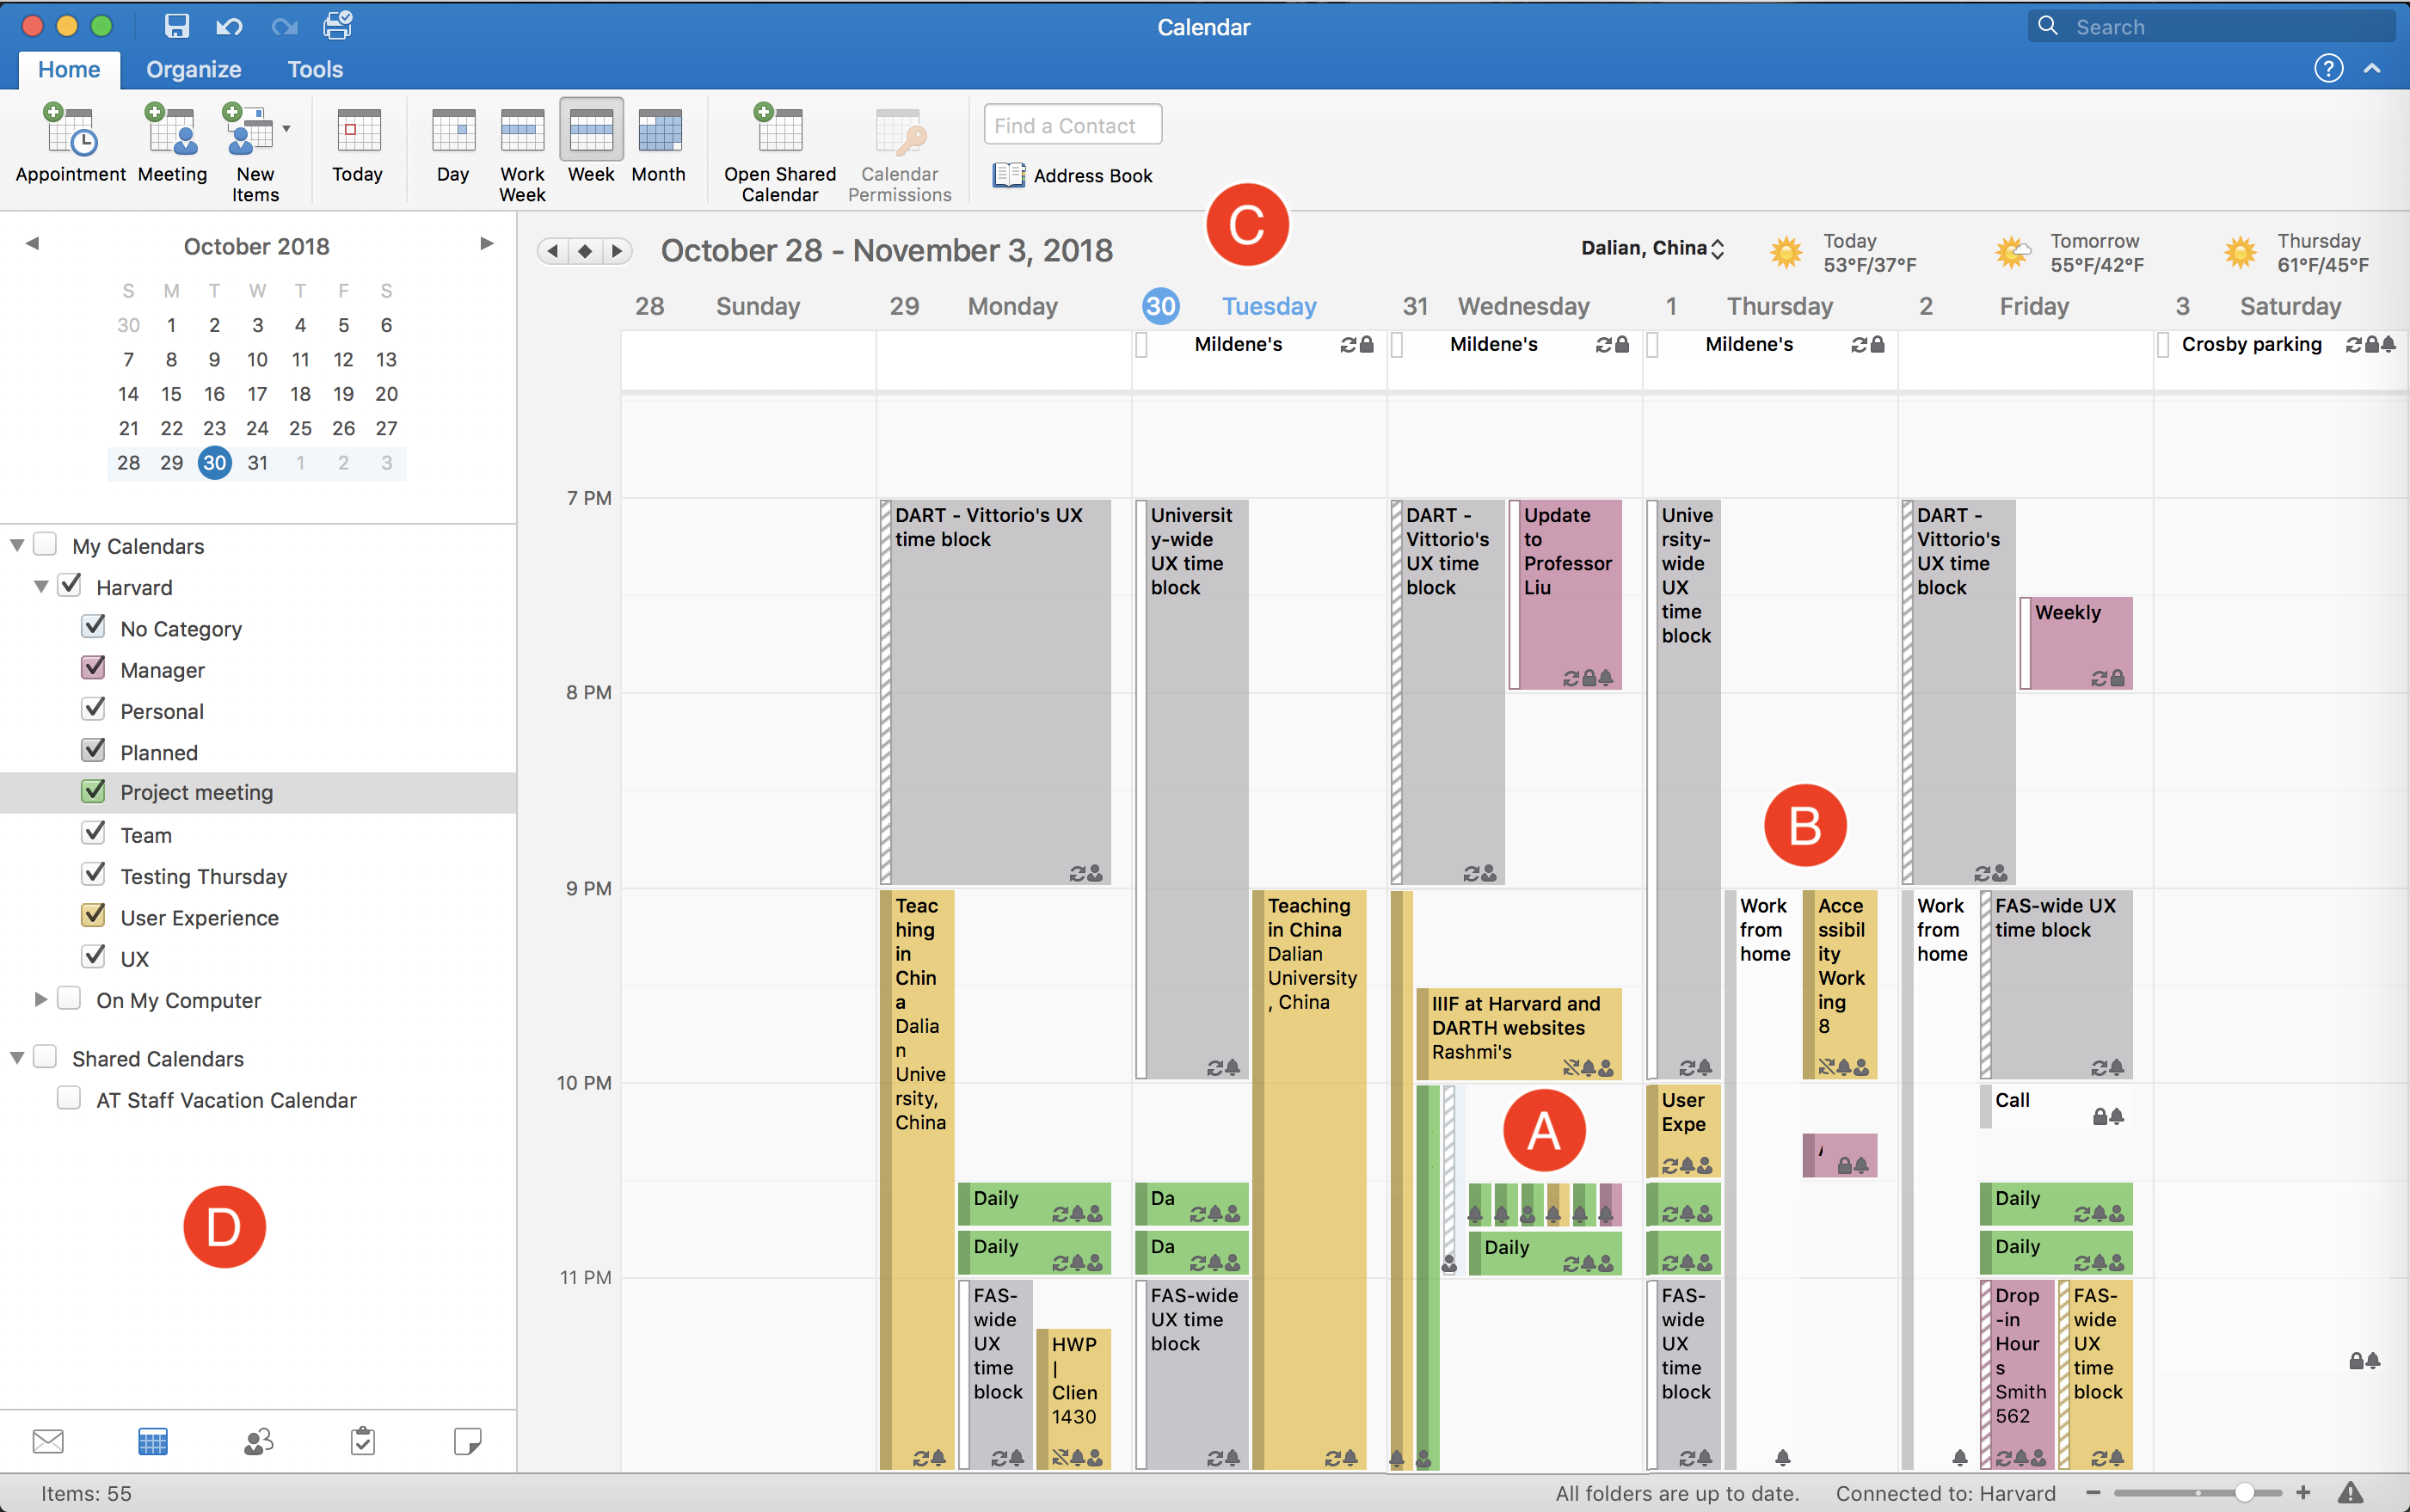 Calendar
Search
Home Organize Tools
Appointment
Meeting
New
Items
Today
Day
Work
Week
Week
Month
Open Shared
Calendar
Calendar
Permissions
Find a Contact
Address Book
October 2018
S M T W T F S
30 1 2 3 4 5 6
7 8 9 10 11 12 13
14 15 16 17 18 19 20
21 22 23 24 25 26 27
28 29 30 31 1 2 3
My Calendars
Harvard
No Category
Manager
Personal
Planned
Project meeting
Team
Testing Thursday
User Experience
UX
On My Computer
Shared Calendars
AT Staff Vacation Calendar
D
C
October 28 - November 3, 2018
Dalian, China
Today
53°F/37°F
Tomorrow
55°F/42°F
Thursday
61°F/45°F
28 Sunday 29 Monday 30 Tuesday 31 Wednesday 1 Thursday 2 Friday 3 Saturday
Mildene's
Mildene's
Mildene's
Crosby parking
7 PM
8 PM
9 PM
10 PM
11 PM
DART - Vittorio's UX
time block
Teac
hing
in
Chin
a
Dalia
n
Unive
rsity,
China
Daily
Daily
FAS-
wide
UX
time
block
HWP
|
Clien
1430
Universit
y-wide
UX time
block
Teaching
in China
Dalian
University
, China
Da
Da
FAS-wide
UX time
block
DART -
Vittorio's
UX time
block
Update
to
Professor
Liu
IIIF at Harvard and
DARTH websites
Rashmi's
A
Daily
Unive
rsity-
wide
UX
time
block
B
Work
from
home
Acce
ssibil
ity
Work
ing
8
User
Expe
FAS-
wide
UX
time
block
DART -
Vittorio's
UX time
block
Weekly
Work
from
home
FAS-wide UX
time block
Call
Daily
Daily
Drop
-in
Hour
s
Smith
562
FAS-
wide
UX
time
block
Items: 55
All folders are up to date.
Connected to: Harvard